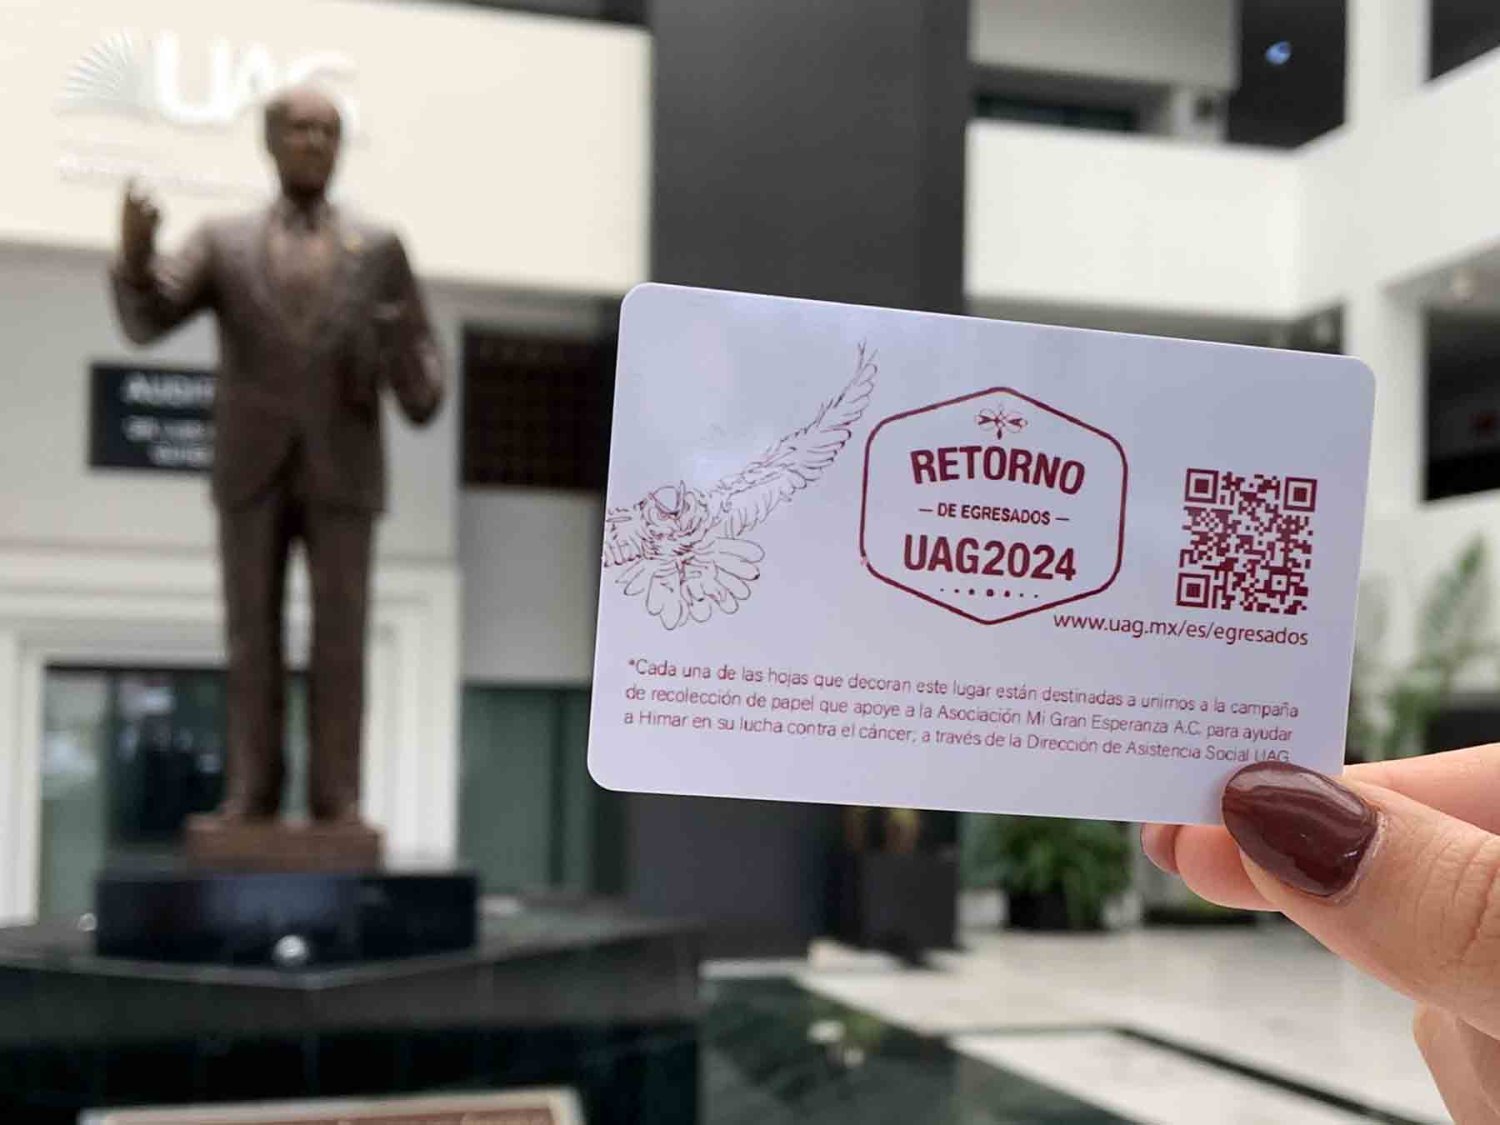 UAG
AUDIT
RETORNO
— DE EGRESADOS —
UAG2024
www.uag.mx/es/egresados
*Cada una de las hojas que decoran este lugar están destinadas a unirnos a la campaña
de recolección de papel que apoye a la Asociación Mi Gran Esperanza A.C. para ayudar
a Himar en su lucha contra el cáncer, a través de la Dirección de Asistencia Social UAG